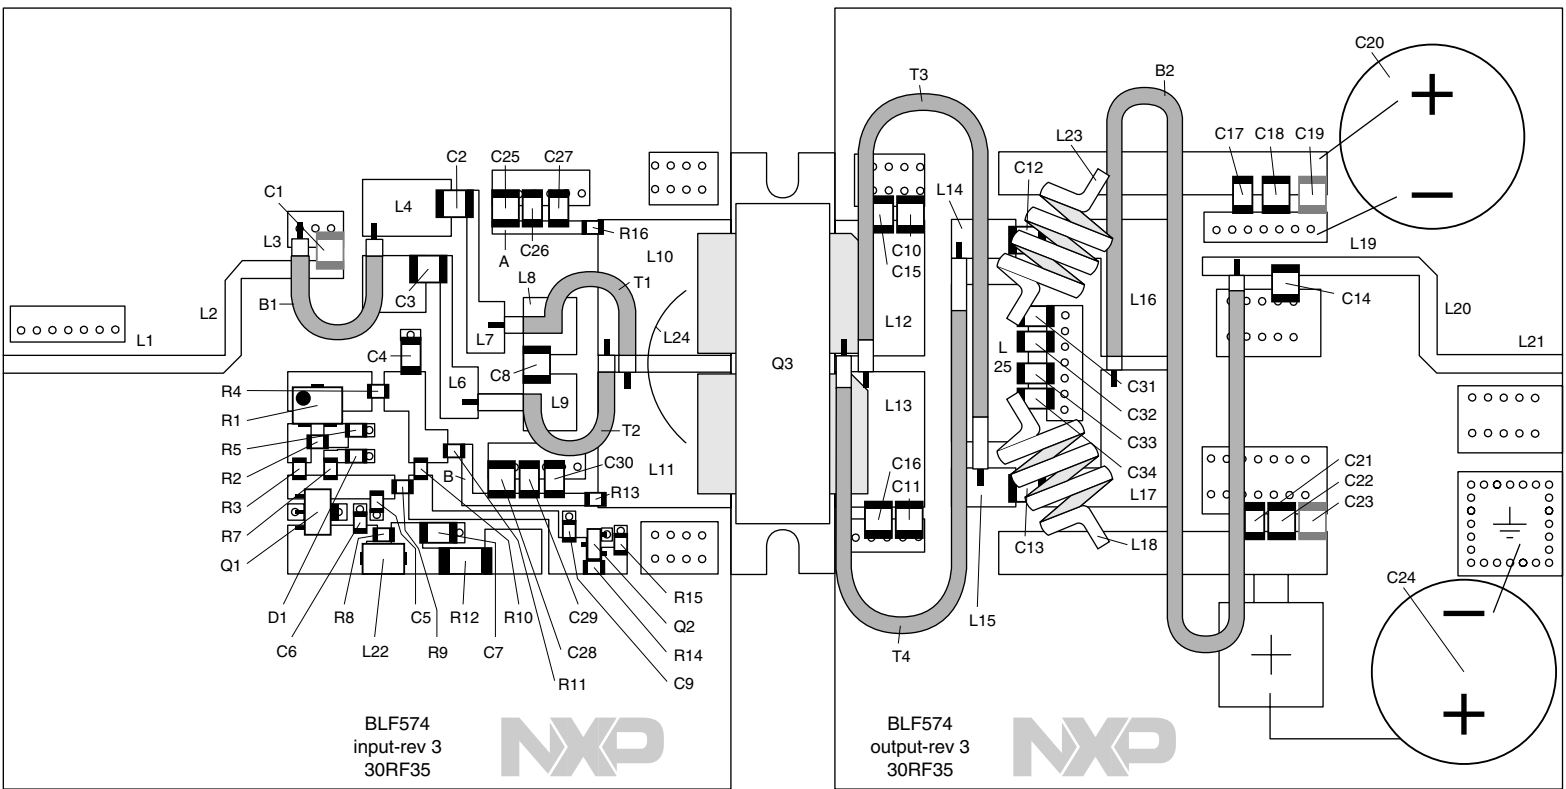 C20
T3
B2
C2
C25
C27
C17
C18
C19
L23
C12
C1
L4
L14
L3
R16
L10
C10
C26
A
L19
C15
L8
T1
C3
B1
L2
L16
C14
L12
L7
L24
L20
L1
L21
Q3
C4
L
25
C8
L6
R4
C31
L9
R1
C32
L13
R5
T2
C33
C30
B
L11
C16
C34
C21
R2
C11
R13
C22
L17
R3
C23
R7
C13
L18
Q1
C24
R15
D1
R8
C5
R12
R10
C29
L15
Q2
C6
L22
R9
C7
C28
R14
T4
R11
C9
BLF574
input-rev 3
30RF35
NXP
BLF574
output-rev 3
30RF35
NXP